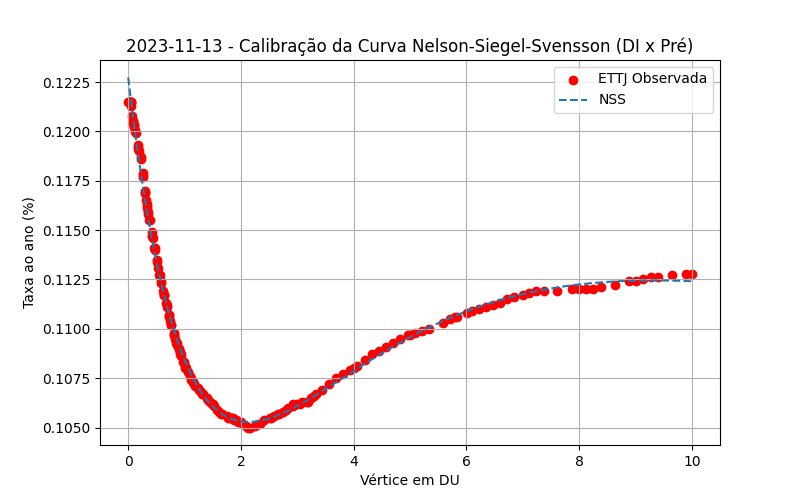 2023-11-13 - Calibração da Curva Nelson-Siegel-Svensson (DI x Pré)
ETTJ Observada
NSS
Taxa ao ano (%)
0.1225
0.1200
0.1175
0.1150
0.1125
0.1100
0.1075
0.1050
0 2 4 6 8 10
Vértice em DU